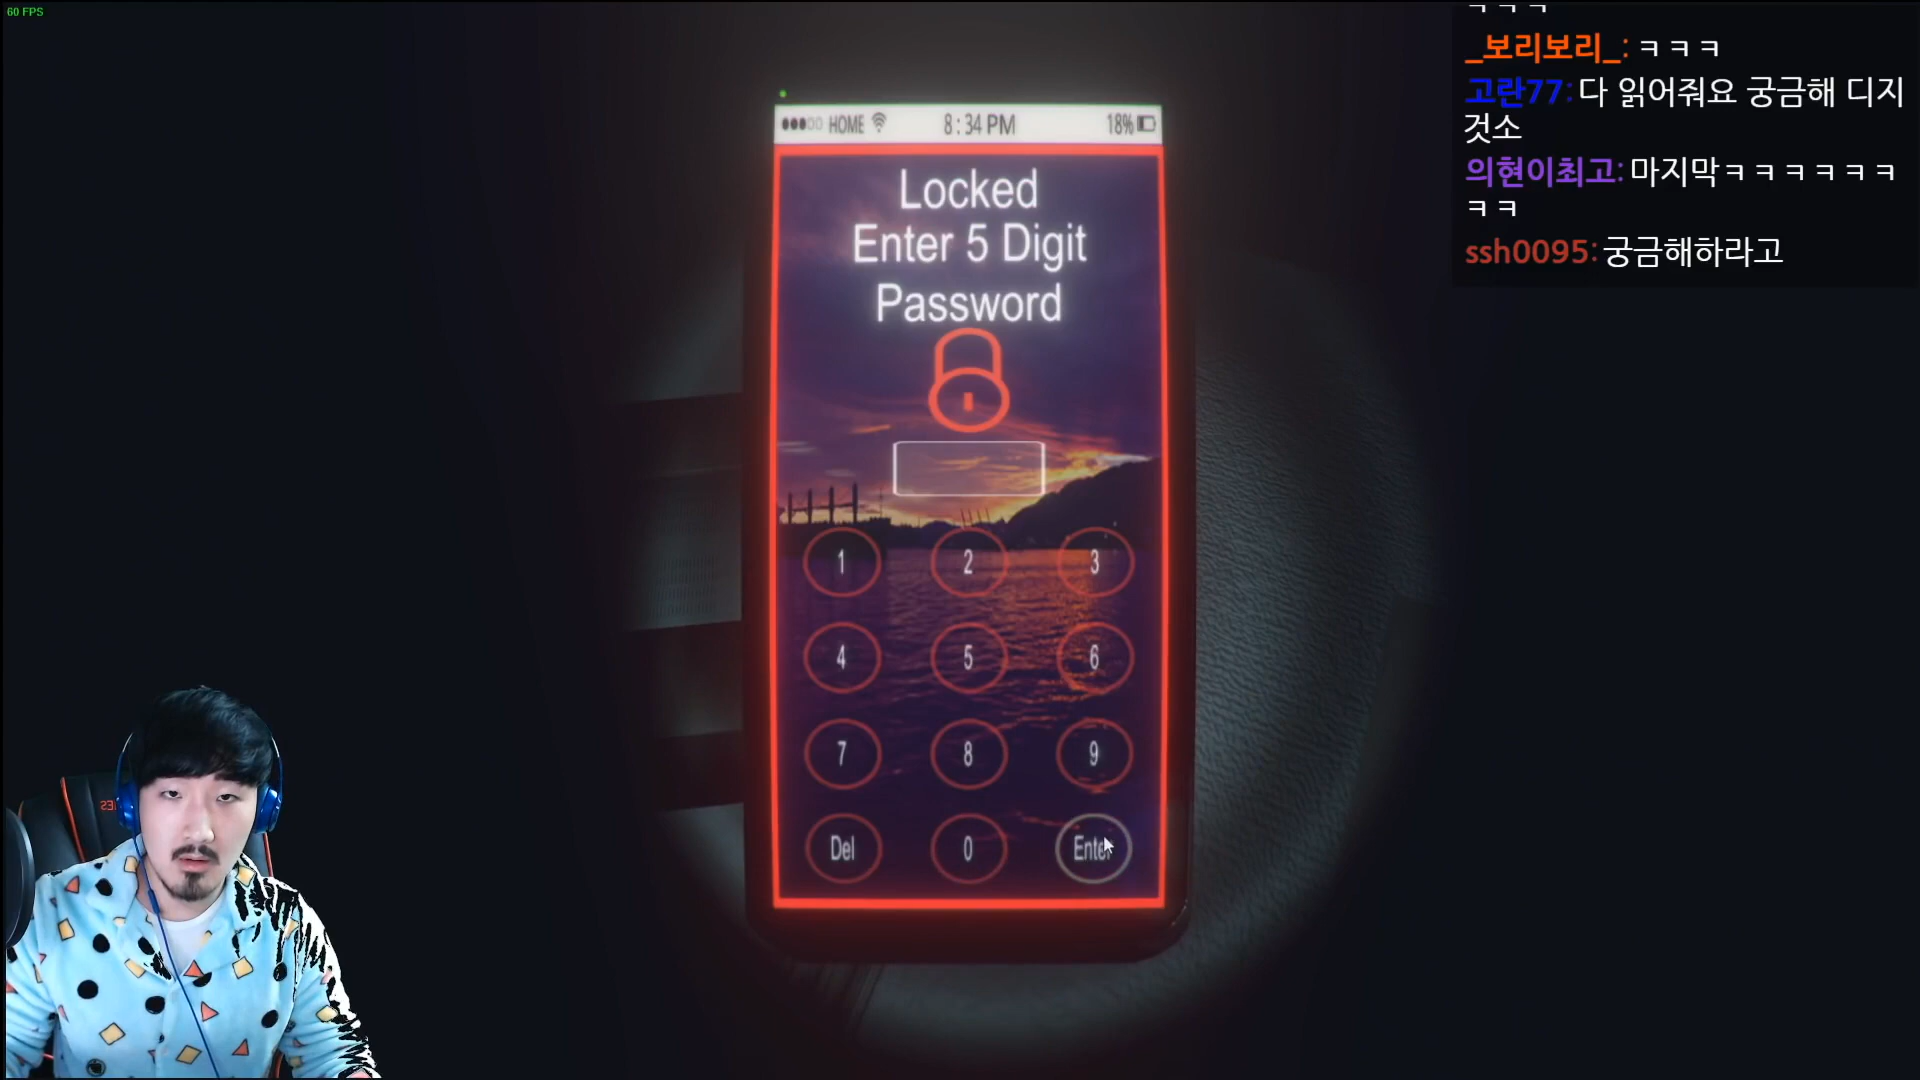 60 FPS
ㅋㅋㅋ
_보리보리_: ㅋㅋㅋ
고란77: 다 읽어줘요 궁금해 디지
것소
의현이최고: 마지막ㅋㅋㅋㅋㅋㅋ
ㅋㅋ
ssh0095: 궁금해하라고
HOME 8:34 PM 18%
Locked
Enter 5 Digit
Password
1 2 3
4 5 6
7 8 9
Del 0 Enter